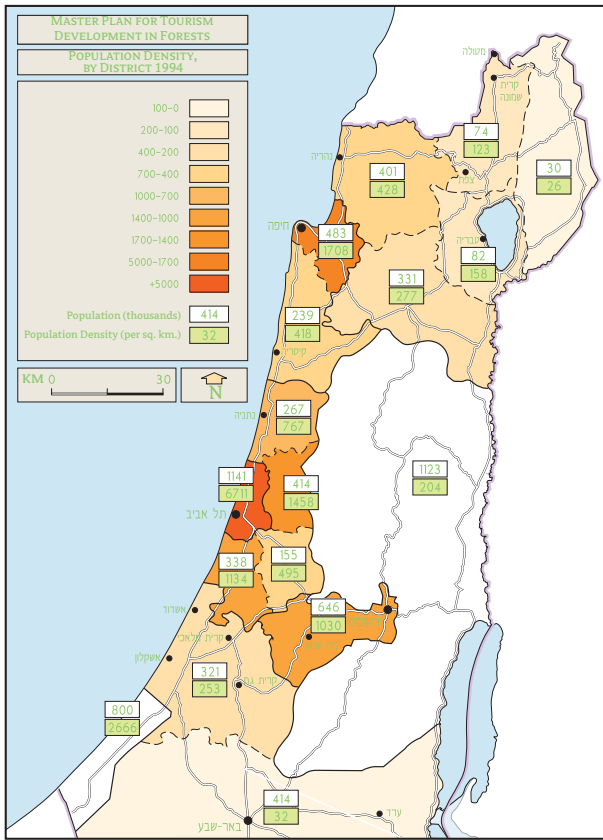 MASTER PLAN FOR TOURISM
DEVELOPMENT IN FORESTS
POPULATION DENSITY,
BY DISTRICT 1994
100-0
200-100
400-200
700-400
1000-700
1400-1000
1700-1400
5000-1700
+5000
Population (thousands) 414
Population Density (per sq. km.) 32
KM 0 30
N
מטולה
קרית
שמונה
74
123
נהריה
צפת
401
428
30
26
חיפה
483
1708
טבריה
82
158
331
277
239
418
קיסריה
נתניה
267
767
1141
6711
414
1458
1123
204
תל אביב
338
1134
155
495
אשדוד
646
1030
ירושלים
קרית מלאכי
בית שמש
אשקלון
321
253
קרית גת
800
2666
414
32
ערד
באר-שבע